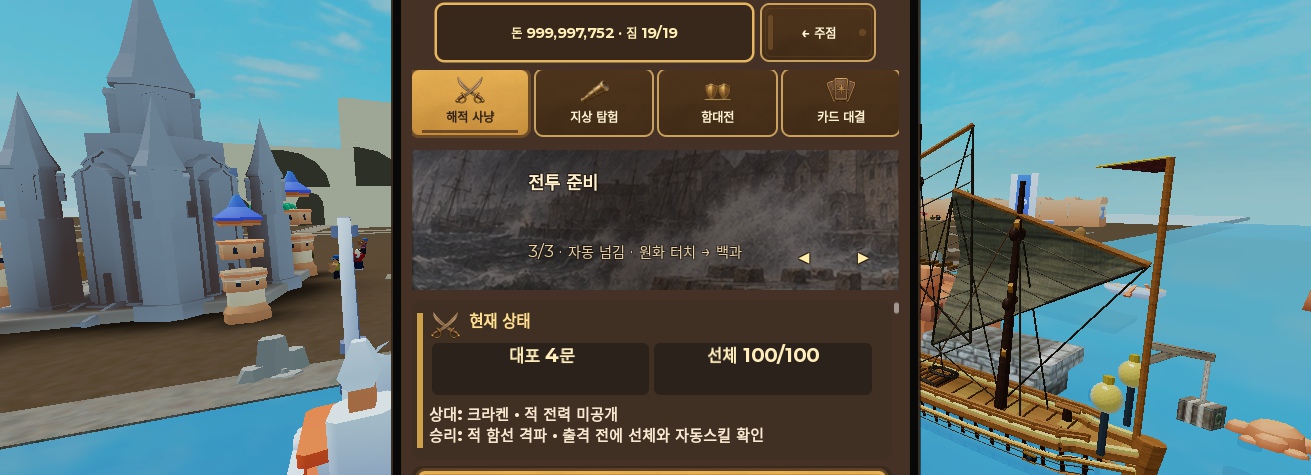 돈 999,997,752 · 짐 19/19
← 주점
해적 사냥
지상 탐험
함대전
카드 대결
전투 준비
3/3 · 자동 넘김 · 원화 터치 → 백과
◀ ▶
현재 상태
대포 4문
선체 100/100
상대: 크라켄 • 적 전력 미공개
승리: 적 함선 격파 • 출격 전에 선체와 자동스킬 확인